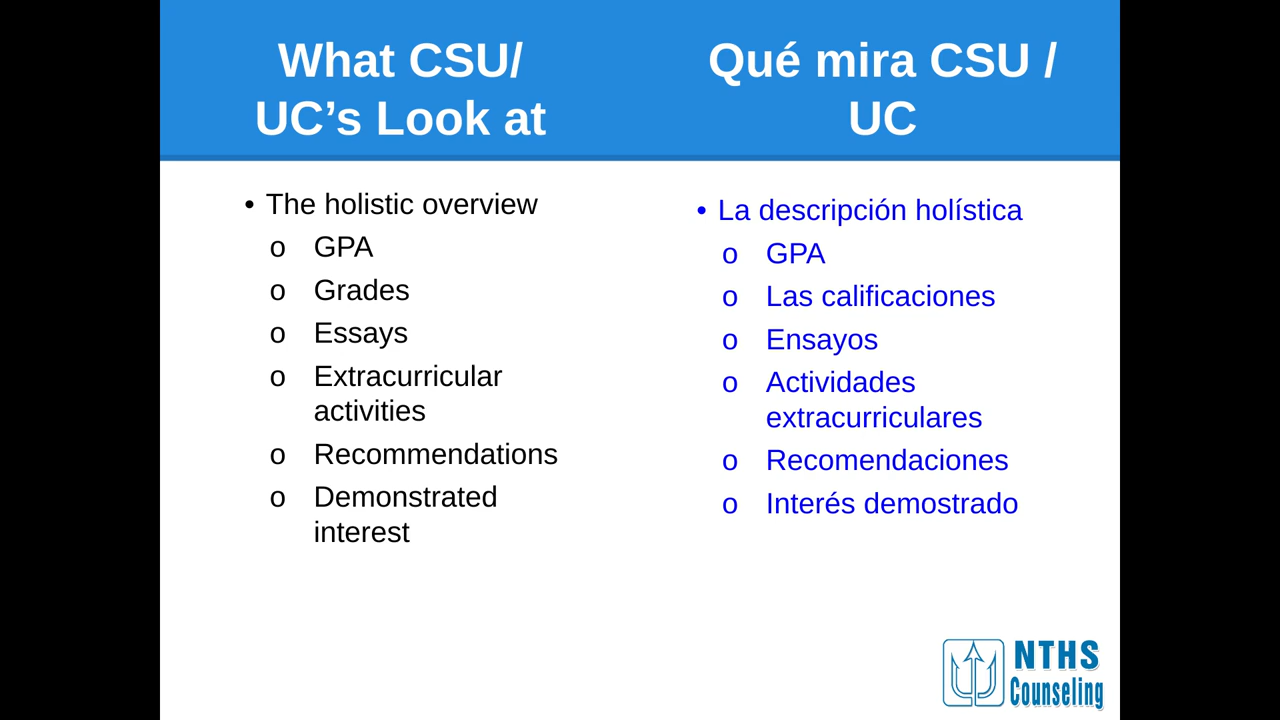 What CSU/
UC’s Look at
• The holistic overview
o GPA
o Grades
o Essays
o Extracurricular
activities
o Recommendations
o Demonstrated
interest
Qué mira CSU /
UC
• La descripción holística
o GPA
o Las calificaciones
o Ensayos
o Actividades
extracurriculares
o Recomendaciones
o Interés demostrado
NTHS
Counseling